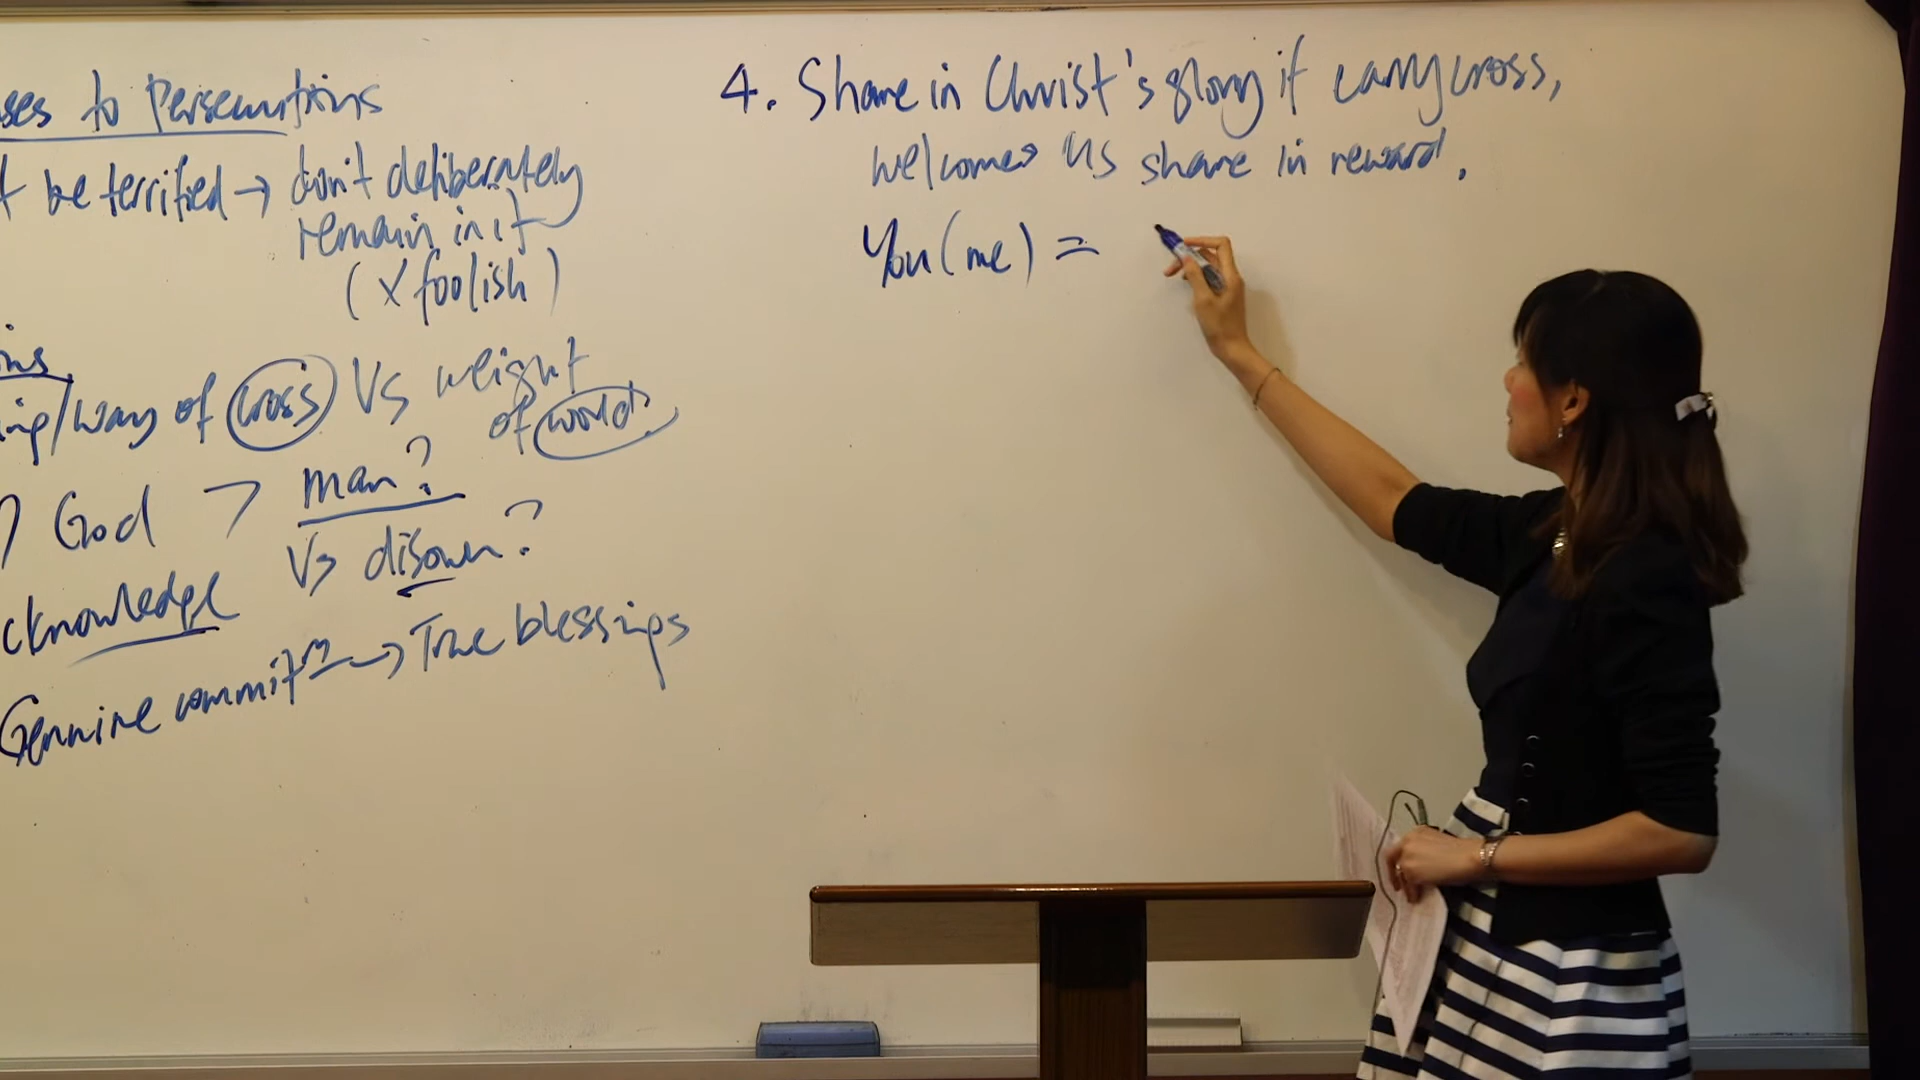 ses to Persecutions
t be terrified → don't deliberately
remain in it
(X foolish)
ns
ing/way of cross Vs weight
of world
God > man?
cknowledge Vs disown?
Genuine commitm → True blessings
4. Share in Christ's glory if carry cross,
welcomes us share in reward.
You (me) =